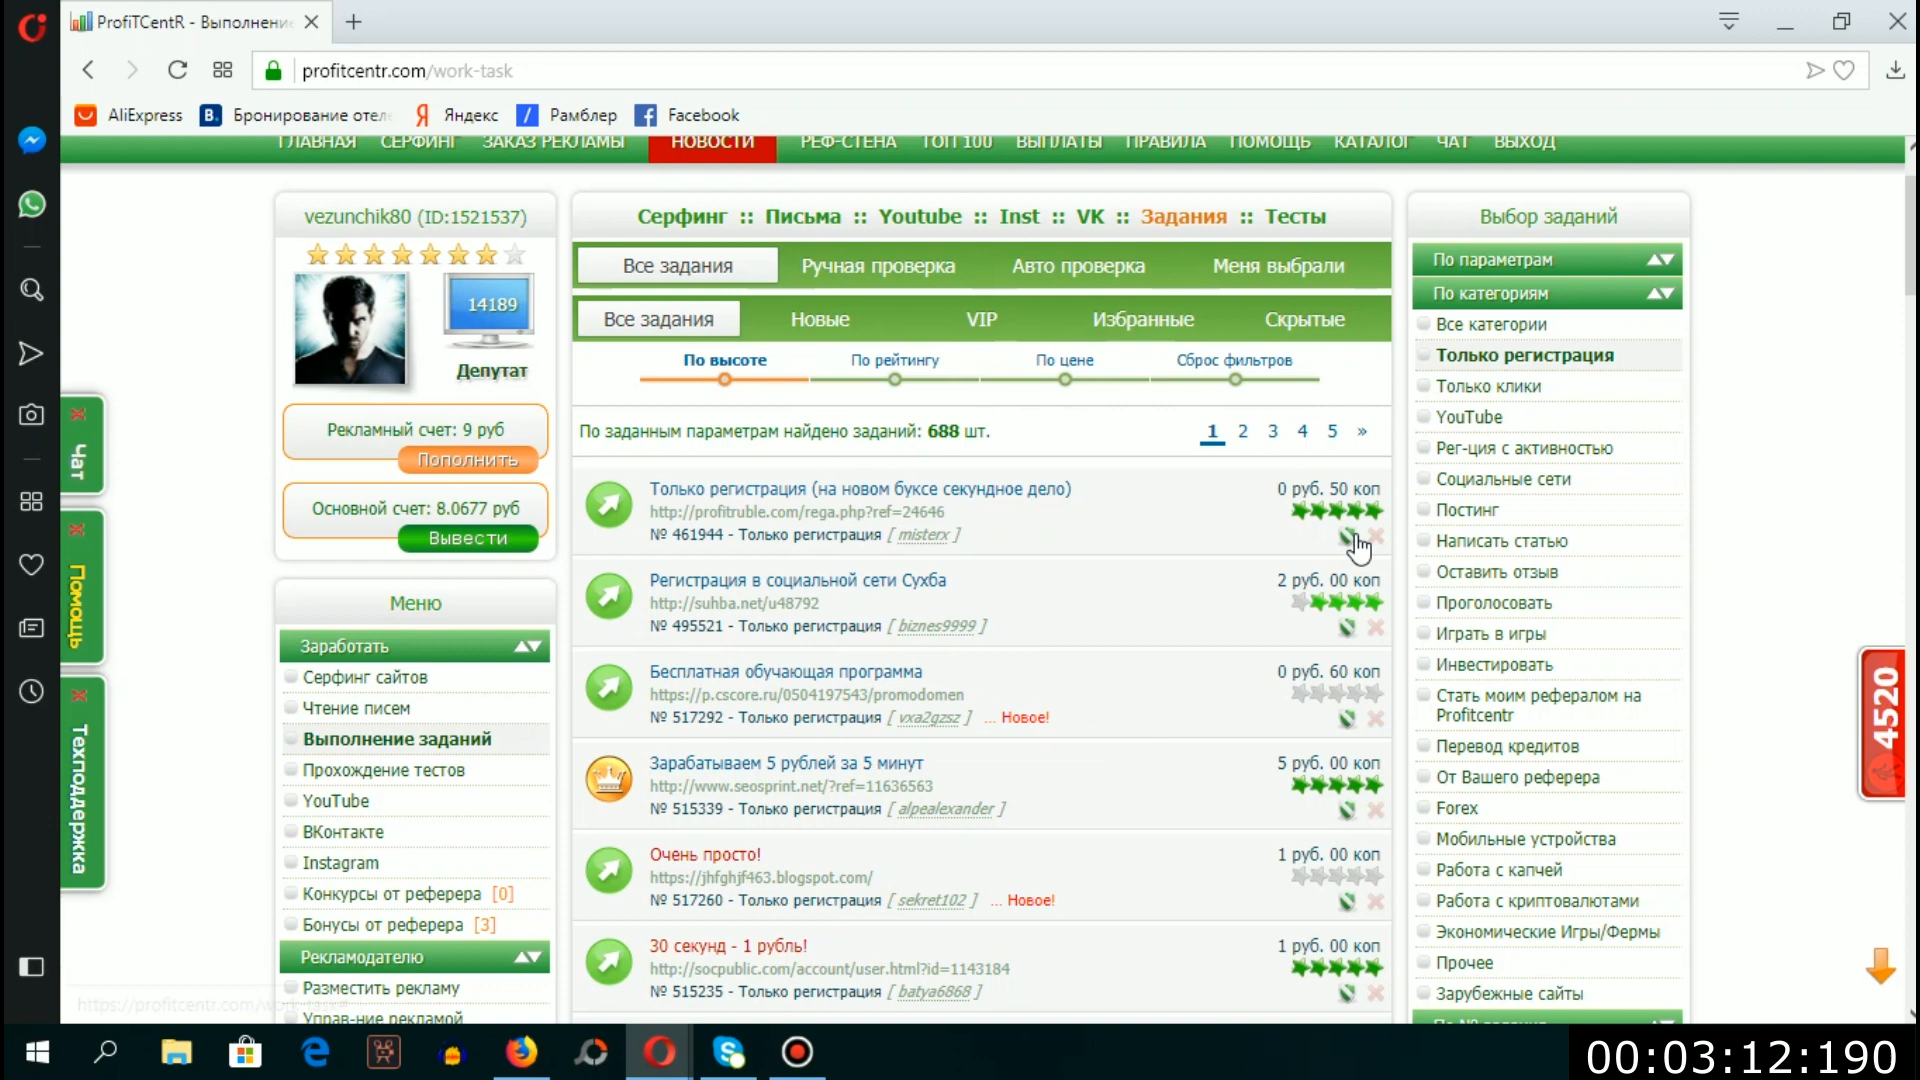 ProfiTCentR - Выполнени
profitcentr.com/work-task
AliExpress
B. Бронирование оте
Я Яндекс
Рамблер
Facebook
ГЛАВНАЯ СЕРФИНГ ЗАКАЗ РЕКЛАМЫ НОВОСТИ РЕФ-СТЕНА ТОП 100 ВЫПЛАТЫ ПРАВИЛА ПОМОЩЬ КАТАЛОГ ЧАТ ВЫХОД
vezunchik80 (ID:1521537)
14189
Депутат
Рекламный счет: 9 руб
Пополнить
Основной счет: 8.0677 руб
Вывести
Чат
Помощь
Техподдержка
Меню
Заработать
Серфинг сайтов
Чтение писем
Выполнение заданий
Прохождение тестов
YouTube
ВКонтакте
Instagram
Конкурсы от реферера [0]
Бонусы от реферера [3]
Рекламодателю
Разместить рекламу
Управ-ние рекламой
https://profitcentr.com/work-task#
Серфинг :: Письма :: Youtube :: Inst :: VK :: Задания :: Тесты
Все задания Ручная проверка Авто проверка Меня выбрали
Все задания Новые VIP Избранные Скрытые
По высоте По рейтингу По цене Сброс фильтров
По заданным параметрам найдено заданий: 688 шт. 1 2 3 4 5 »
Только регистрация (на новом буксе секундное дело) 0 руб. 50 коп
http://profitruble.com/rega.php?ref=24646
№ 461944 - Только регистрация [ misterx ]
Регистрация в социальной сети Сухба 2 руб. 00 коп
http://suhba.net/u48792
№ 495521 - Только регистрация [ biznes9999 ]
Бесплатная обучающая программа 0 руб. 60 коп
https://p.cscore.ru/0504197543/promodomen
№ 517292 - Только регистрация [ vxa2gzsz ] ... Новое!
Зарабатываем 5 рублей за 5 минут 5 руб. 00 коп
http://www.seosprint.net/?ref=11636563
№ 515339 - Только регистрация [ alpealexander ]
Очень просто! 1 руб. 00 коп
https://jhfghjf463.blogspot.com/
№ 517260 - Только регистрация [ sekret102 ] ... Новое!
30 секунд - 1 рубль! 1 руб. 00 коп
http://socpublic.com/account/user.html?id=1143184
№ 515235 - Только регистрация [ batya6868 ]
Выбор заданий
По параметрам
По категориям
Все категории
Только регистрация
Только клики
YouTube
Рег-ция с активностью
Социальные сети
Постинг
Написать статью
Оставить отзыв
Проголосовать
Играть в игры
Инвестировать
Стать моим рефералом на
Profitcentr
Перевод кредитов
От Вашего реферера
Forex
Мобильные устройства
Работа с капчей
Работа с криптовалютами
Экономические Игры/Фермы
Прочее
Зарубежные сайты
4520
00:03:12:190